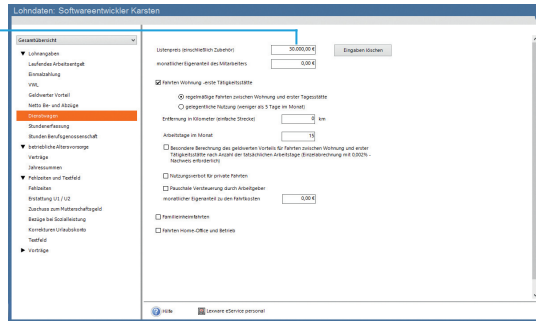 Lohndaten: Softwareentwickler Karsten
Gesamtübersicht
Lohnangaben
Laufendes Arbeitsentgelt
Einmalzahlung
VWL
Geldwerter Vorteil
Netto Be- und Abzüge
Dienstwagen
Stundenerfassung
Stunden Berufsgenossenschaft
betriebliche Altersvorsorge
Verträge
Jahressummen
Fehlzeiten und Textfeld
Fehlzeiten
Erstattung U1 / U2
Zuschuss zum Mutterschaftsgeld
Bezüge bei Sozialleistung
Korrekturen Urlaubskonto
Textfeld
Vorträge
Listenpreis (einschließlich Zubehör) 30.000,00 € Eingaben löschen
monatlicher Eigenanteil des Mitarbeiters 0,00 €
Fahrten Wohnung -erste Tätigkeitsstätte
regelmäßige Fahrten zwischen Wohnung und erster Tagesstätte
gelegentliche Nutzung (weniger als 5 Tage im Monat)
Entfernung in Kilometer (einfache Strecke) 0 km
Arbeitstage im Monat 15
Besondere Berechnung des geldwerten Vorteils für Fahrten zwischen Wohnung und erster
Tätigkeitsstätte nach Anzahl der tatsächlichen Arbeitstage (Einzelabrechnung mit 0,002% -
Nachweis erforderlich)
Nutzungsverbot für private Fahrten
Pauschale Versteuerung durch Arbeitgeber
monatlicher Eigenanteil zu den Fahrtkosten 0,00 €
Familienheimfahrten
Fahrten Home-Office und Betrieb
Hilfe Lexware eService personal